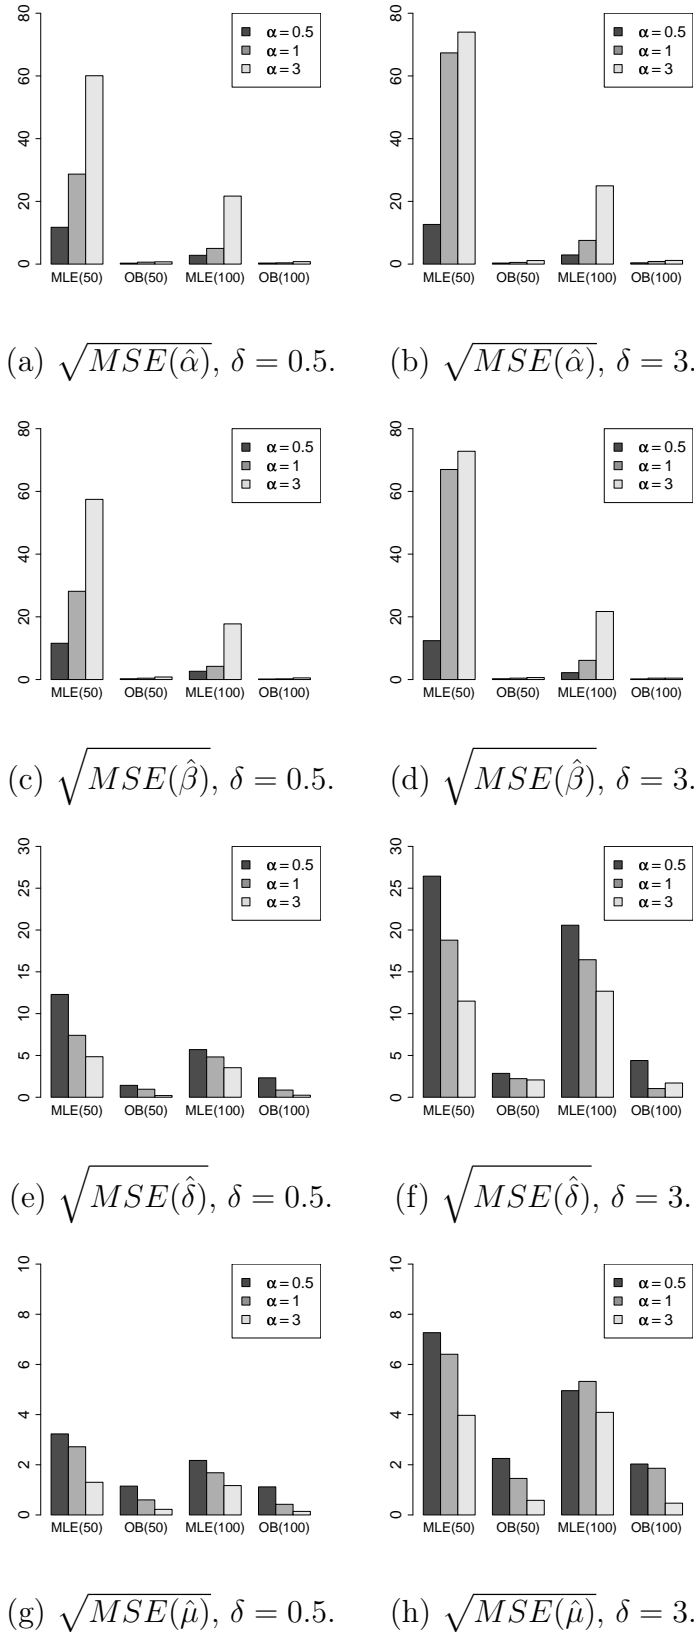 0 20 40 60 80
α = 0.5
α = 1
α = 3
MLE(50) OB(50) MLE(100) OB(100)
0 20 40 60 80
α = 0.5
α = 1
α = 3
MLE(50) OB(50) MLE(100) OB(100)
(a) √MSE(α̂), δ = 0.5. (b) √MSE(α̂), δ = 3.
0 20 40 60 80
α = 0.5
α = 1
α = 3
MLE(50) OB(50) MLE(100) OB(100)
0 20 40 60 80
α = 0.5
α = 1
α = 3
MLE(50) OB(50) MLE(100) OB(100)
(c) √MSE(β̂), δ = 0.5. (d) √MSE(β̂), δ = 3.
0 5 10 15 20 25 30
α = 0.5
α = 1
α = 3
MLE(50) OB(50) MLE(100) OB(100)
0 5 10 15 20 25 30
α = 0.5
α = 1
α = 3
MLE(50) OB(50) MLE(100) OB(100)
(e) √MSE(δ̂), δ = 0.5. (f) √MSE(δ̂), δ = 3.
0 2 4 6 8 10
α = 0.5
α = 1
α = 3
MLE(50) OB(50) MLE(100) OB(100)
0 2 4 6 8 10
α = 0.5
α = 1
α = 3
MLE(50) OB(50) MLE(100) OB(100)
(g) √MSE(μ̂), δ = 0.5. (h) √MSE(μ̂), δ = 3.